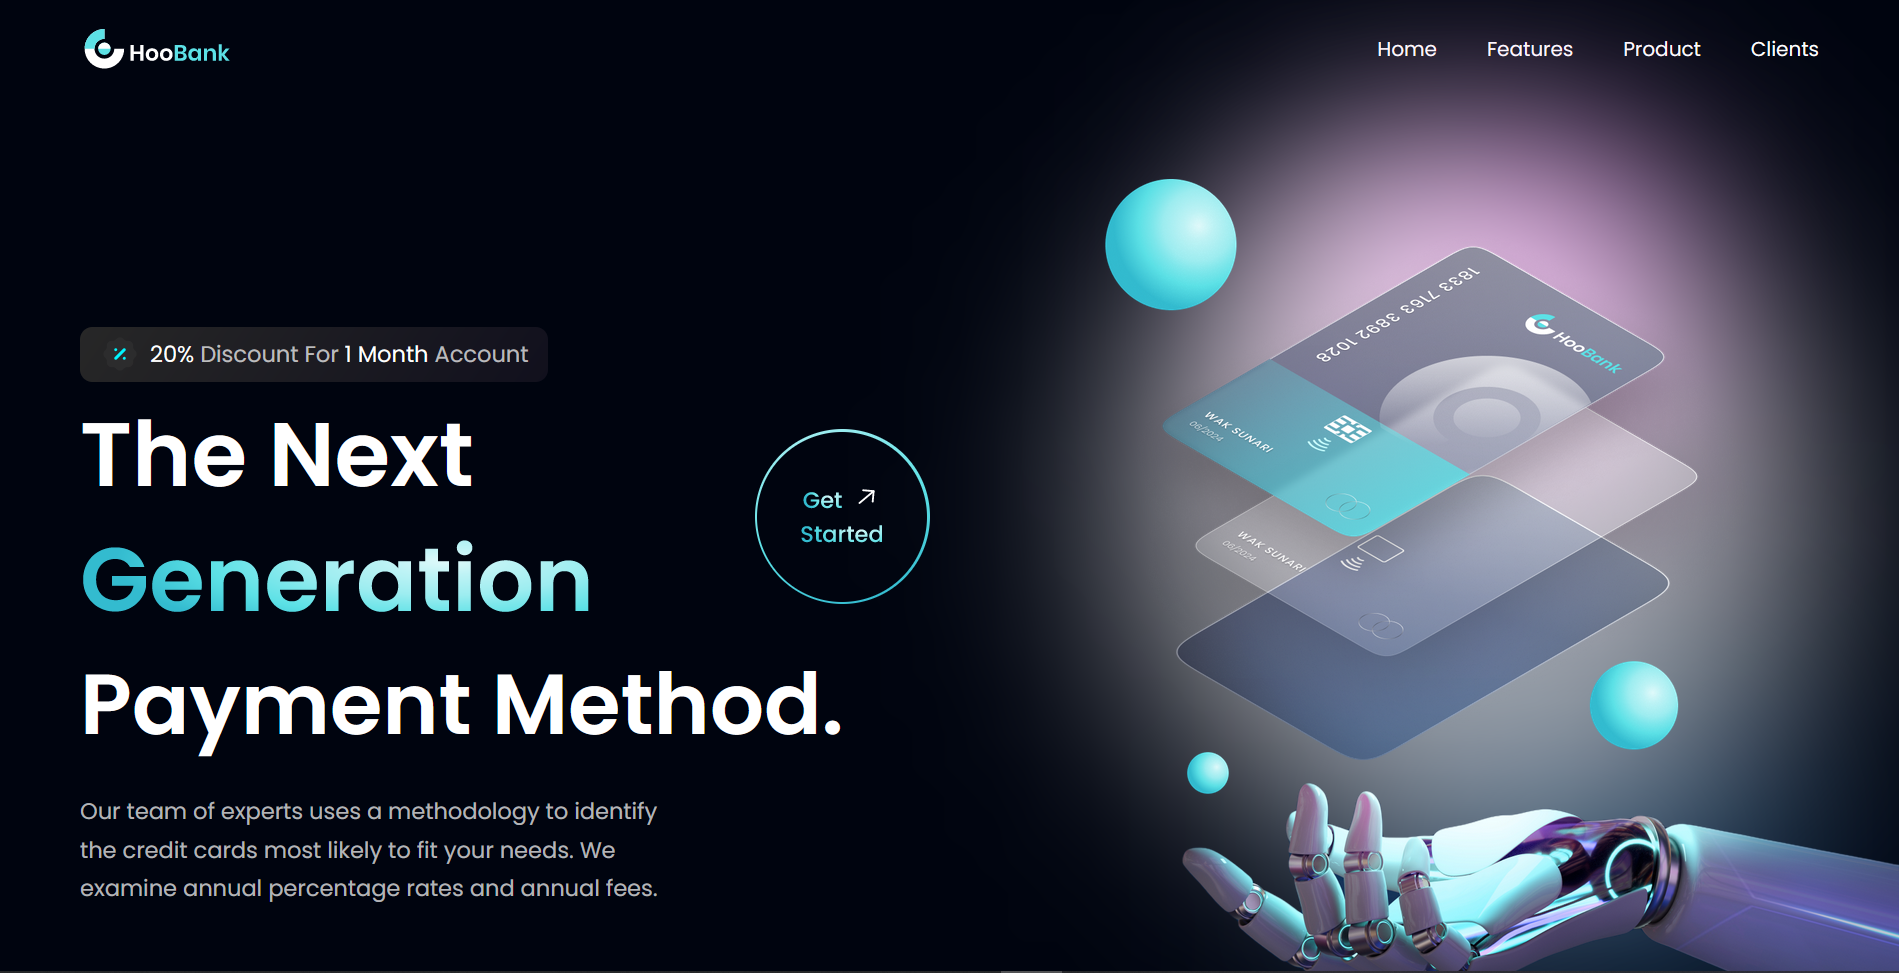 HooBank
Home
Features
Product
Clients
20% Discount For 1 Month Account
The Next
Generation
Payment Method.
Get
Started
Our team of experts uses a methodology to identify
the credit cards most likely to fit your needs. We
examine annual percentage rates and annual fees.
1833 7163 3892 1028
HooBank
WAK SUNARI
06/2024
WAK SUNARI
06/2024